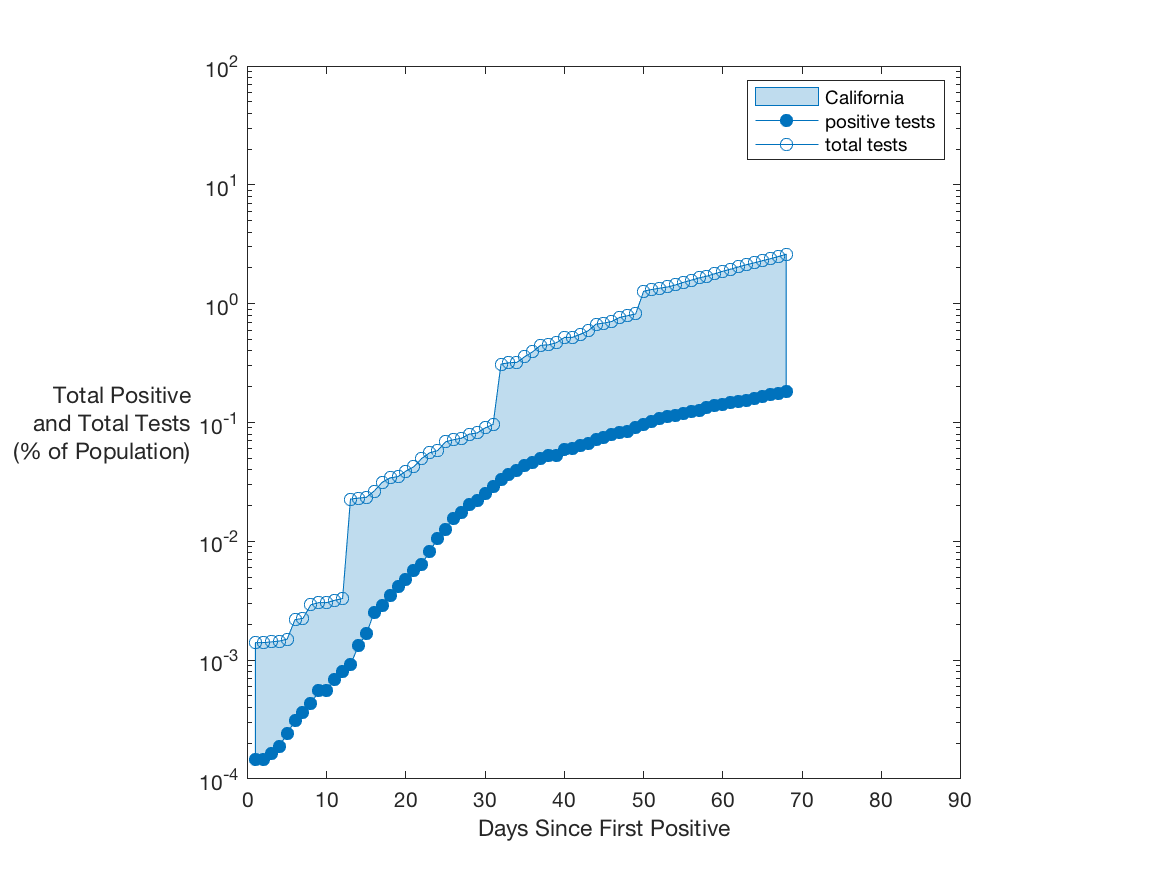 10^2
10^1
10^0
10^-1
10^-2
10^-3
10^-4
Total Positive
and Total Tests
(% of Population)
California
positive tests
total tests
0 10 20 30 40 50 60 70 80 90
Days Since First Positive